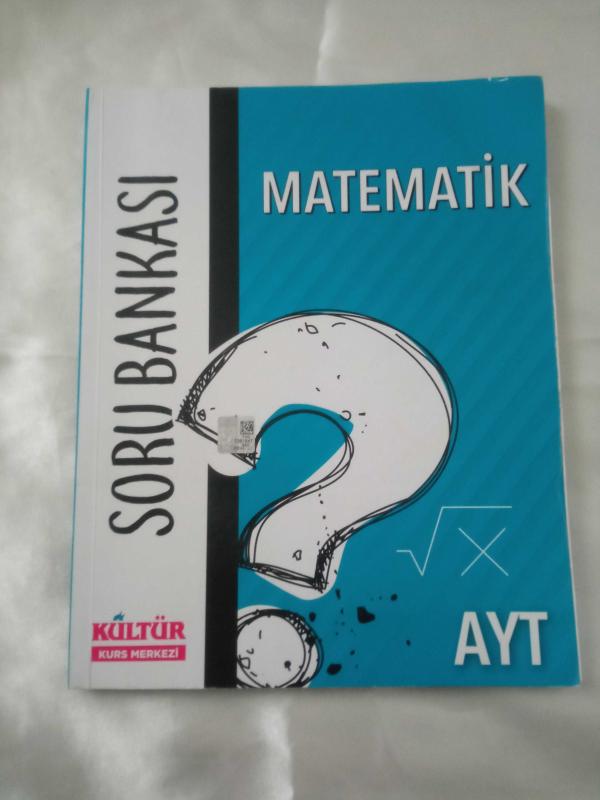 MATEMATİK
SORU BANKASI
√x
AYT
KÜLTÜR
KURS MERKEZİ